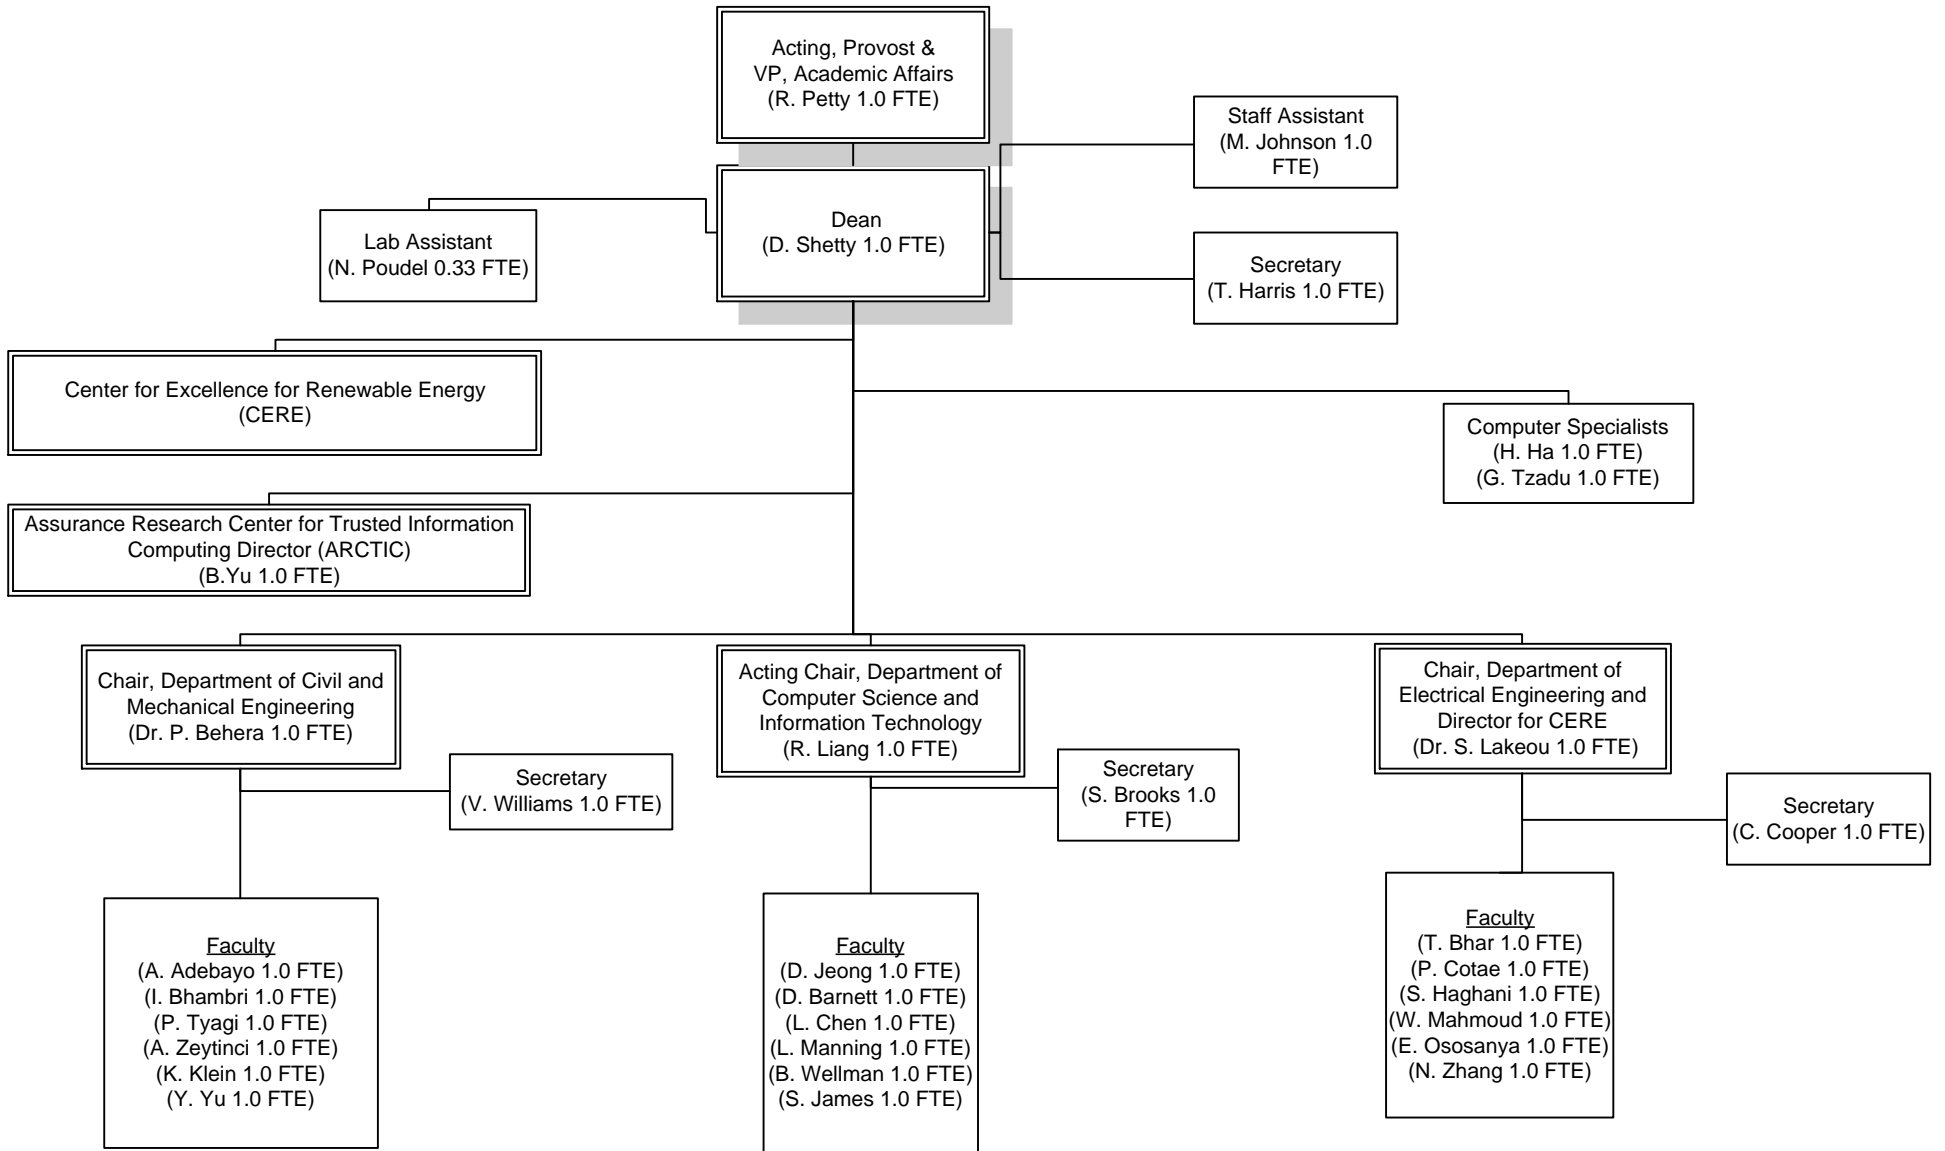 Acting, Provost &
VP, Academic Affairs
(R. Petty 1.0 FTE)
Staff Assistant
(M. Johnson 1.0
FTE)
Dean
(D. Shetty 1.0 FTE)
Lab Assistant
(N. Poudel 0.33 FTE)
Secretary
(T. Harris 1.0 FTE)
Center for Excellence for Renewable Energy
(CERE)
Computer Specialists
(H. Ha 1.0 FTE)
(G. Tzadu 1.0 FTE)
Assurance Research Center for Trusted Information
Computing Director (ARCTIC)
(B.Yu 1.0 FTE)
Chair, Department of Civil and
Mechanical Engineering
(Dr. P. Behera 1.0 FTE)
Acting Chair, Department of
Computer Science and
Information Technology
(R. Liang 1.0 FTE)
Chair, Department of
Electrical Engineering and
Director for CERE
(Dr. S. Lakeou 1.0 FTE)
Secretary
(V. Williams 1.0 FTE)
Secretary
(S. Brooks 1.0
FTE)
Secretary
(C. Cooper 1.0 FTE)
Faculty
(A. Adebayo 1.0 FTE)
(I. Bhambri 1.0 FTE)
(P. Tyagi 1.0 FTE)
(A. Zeytinci 1.0 FTE)
(K. Klein 1.0 FTE)
(Y. Yu 1.0 FTE)
Faculty
(D. Jeong 1.0 FTE)
(D. Barnett 1.0 FTE)
(L. Chen 1.0 FTE)
(L. Manning 1.0 FTE)
(B. Wellman 1.0 FTE)
(S. James 1.0 FTE)
Faculty
(T. Bhar 1.0 FTE)
(P. Cotae 1.0 FTE)
(S. Haghani 1.0 FTE)
(W. Mahmoud 1.0 FTE)
(E. Ososanya 1.0 FTE)
(N. Zhang 1.0 FTE)